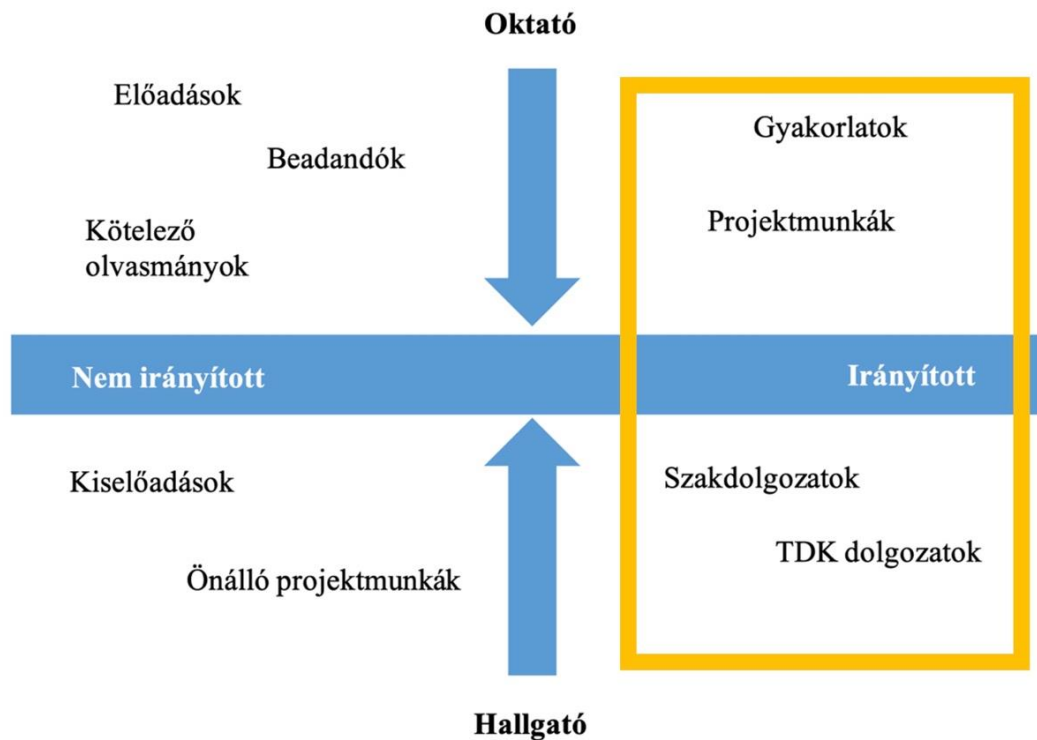 Oktató
Előadások
Beadandók
Kötelező
olvasmányok
Gyakorlatok
Projektmunkák
Nem irányított
Irányított
Kiselőadások
Önálló projektmunkák
Szakdolgozatok
TDK dolgozatok
Hallgató